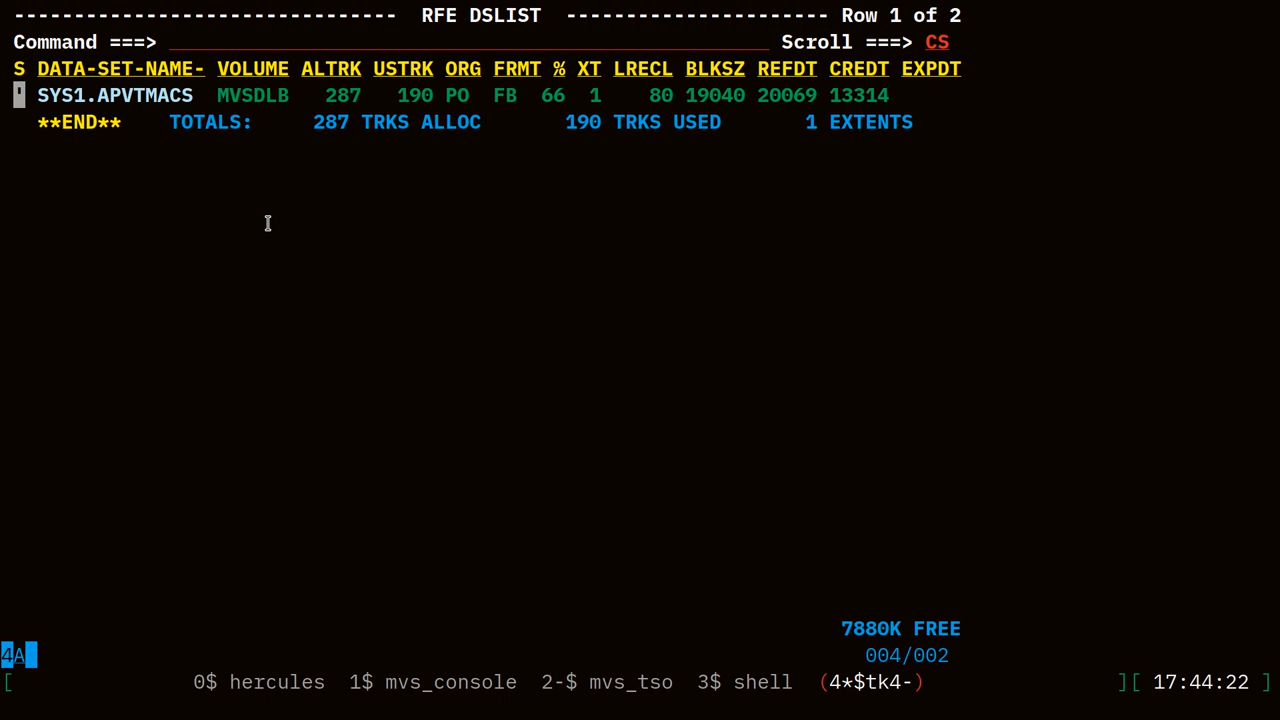 --------------------------------  RFE DSLIST  ---------------------- Row 1 of 2
Command ===> __________________________________________________ Scroll ===> CS
S DATA-SET-NAME- VOLUME ALTRK USTRK ORG FRMT % XT LRECL BLKSZ REFDT CREDT EXPDT
' SYS1.APVTMACS  MVSDLB   287   190 PO  FB  66  1    80 19040 20069 13314
**END**    TOTALS:     287 TRKS ALLOC       190 TRKS USED       1 EXTENTS
7880K FREE
4A 004/002
[ 0$ hercules  1$ mvs_console  2-$ mvs_tso  3$ shell  (4*$tk4-) ][ 17:44:22 ]